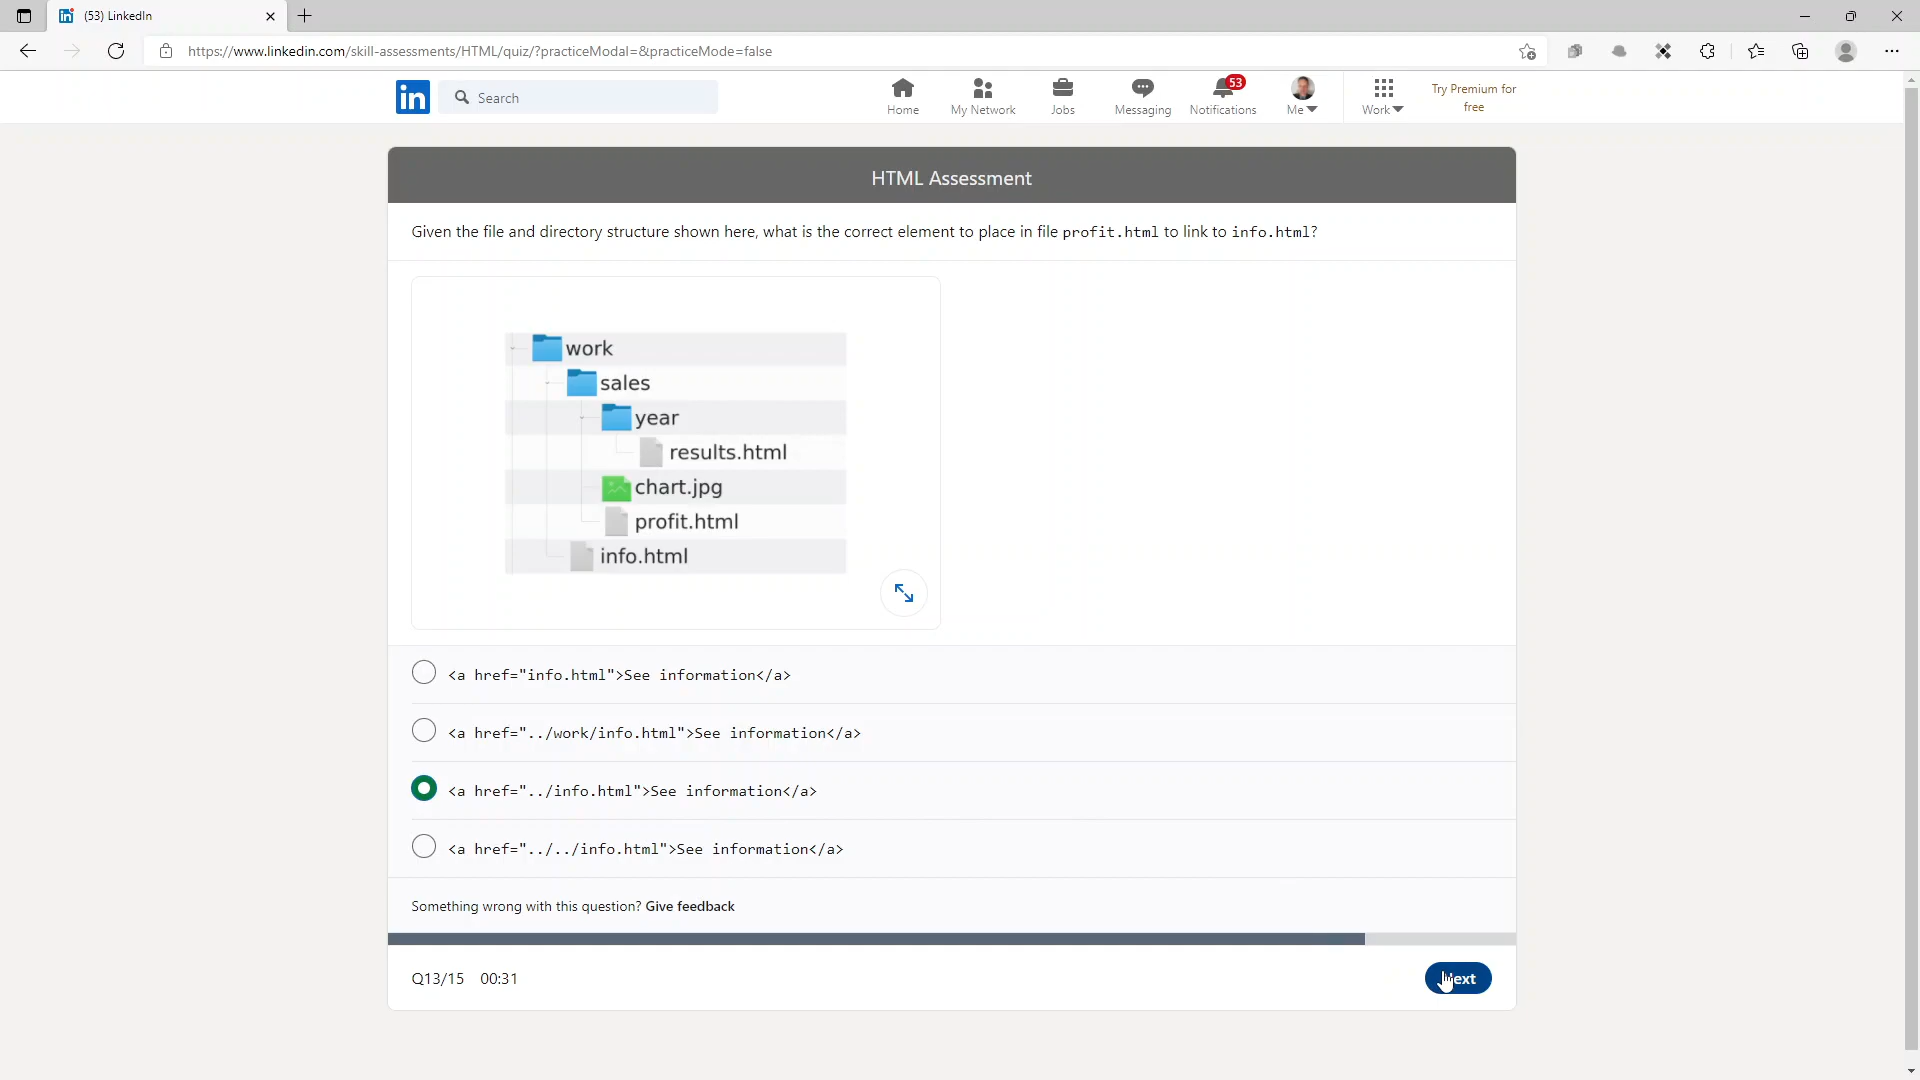 (53) LinkedIn
https://www.linkedin.com/skill-assessments/HTML/quiz/?practiceModal=&practiceMode=false
in
Search
Home
My Network
Jobs
Messaging
53
Notifications
Me
Work
Try Premium for
free
HTML Assessment
Given the file and directory structure shown here, what is the correct element to place in file profit.html to link to info.html?
work
sales
year
results.html
chart.jpg
profit.html
info.html
<a href="info.html">See information</a>
<a href="../work/info.html">See information</a>
<a href="../info.html">See information</a>
<a href="../../info.html">See information</a>
Something wrong with this question? Give feedback
Q13/15 00:31
Next